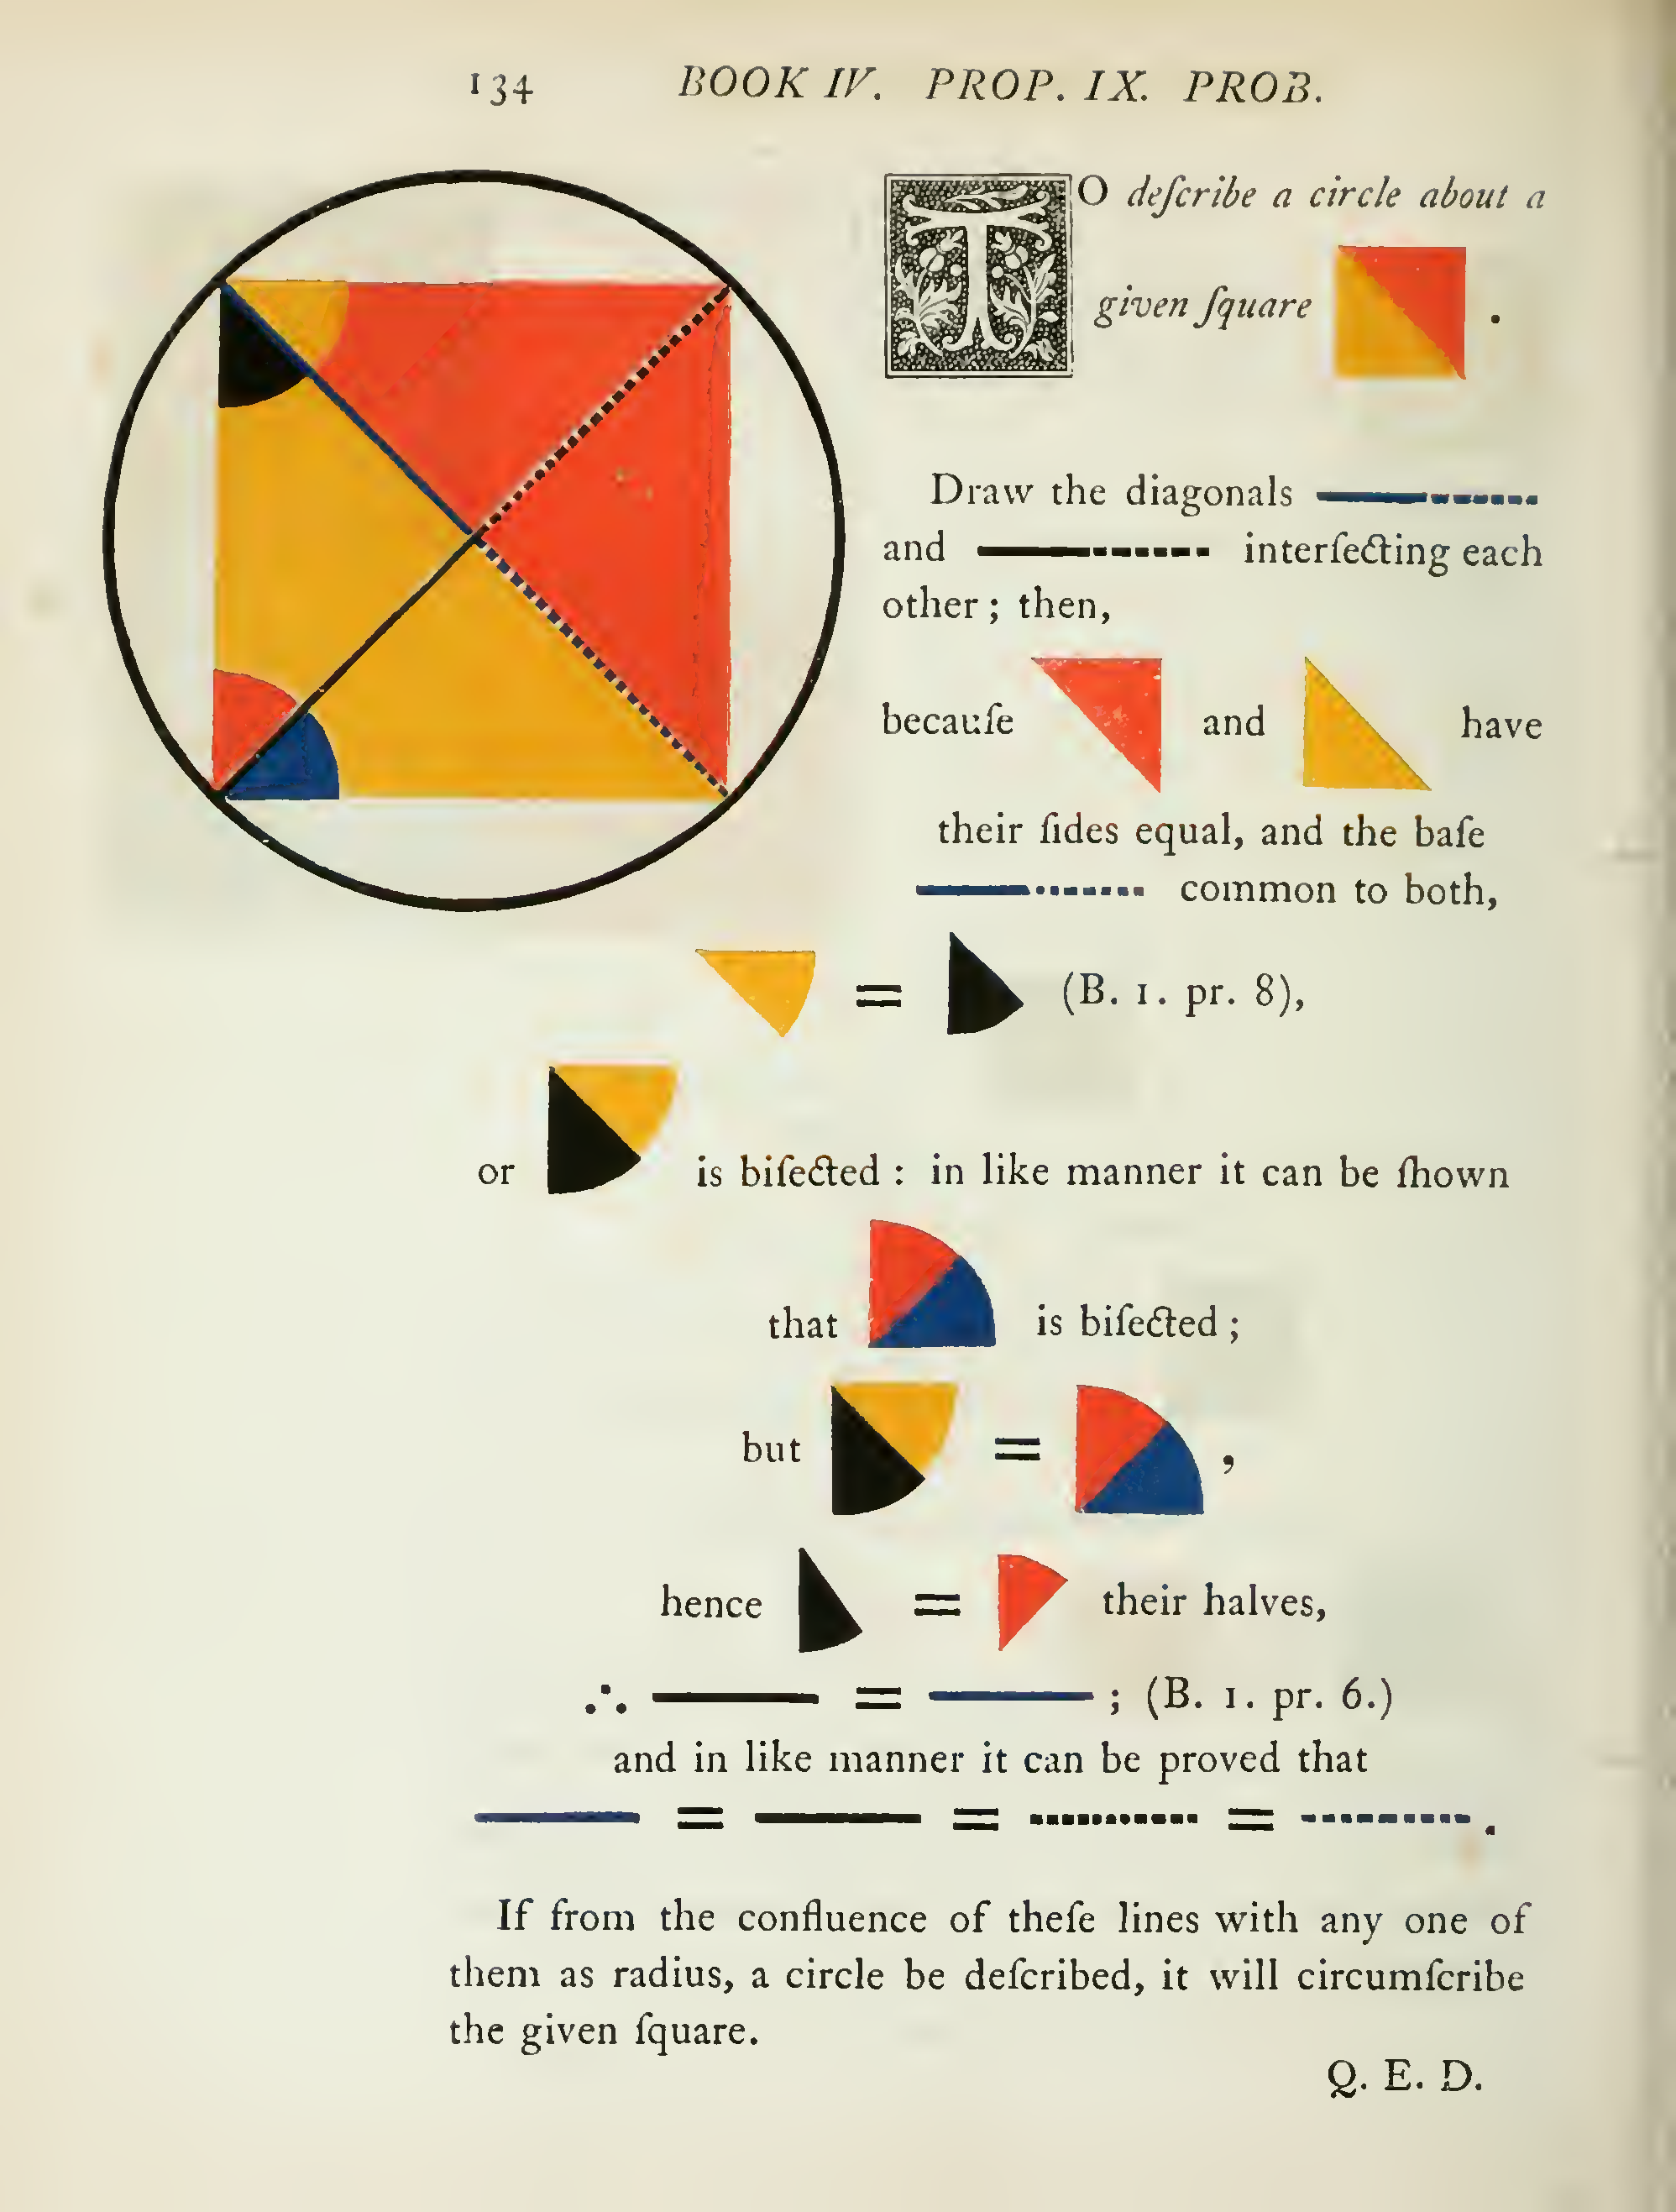 134 BOOK IV. PROP. IX. PROB.
TO deſcribe a circle about a
given ſquare .
Draw the diagonals
and interſecting each
other ; then,
becauſe and have
their ſides equal, and the baſe
common to both,
= (B. 1. pr. 8),
or is biſected : in like manner it can be ſhown
that is biſected ;
but = ,
hence = their halves,
∴ = ; (B. 1. pr. 6.)
and in like manner it can be proved that
= = = .
If from the confluence of theſe lines with any one of
them as radius, a circle be deſcribed, it will circumſcribe
the given ſquare.
Q. E. D.